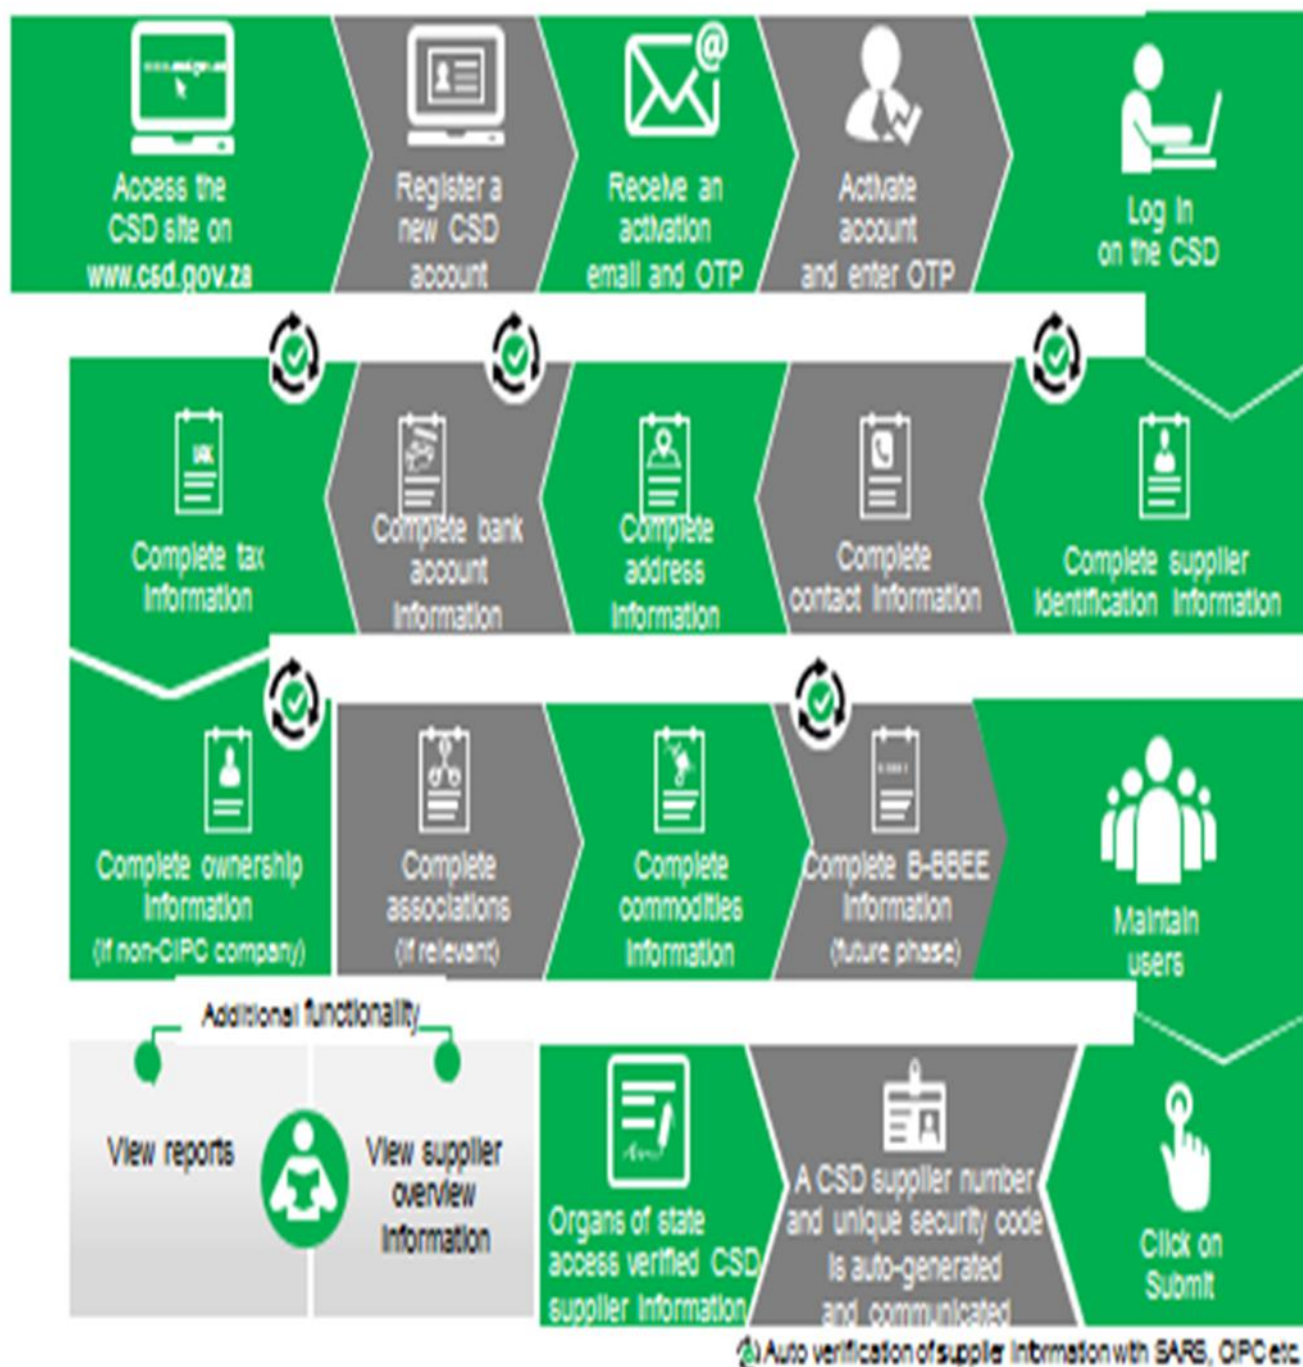 Access the
CSD site on
www.csd.gov.za
Register a
new CSD
account
Receive an
activation
email and OTP
Activate
account
and enter OTP
Log in
on the CSD
Complete supplier
identification information
Complete
contact information
Complete
address
information
Complete bank
account
information
Complete tax
information
Complete ownership
information
(if non-CIPC company)
Complete
associations
(if relevant)
Complete
commodities
information
Complete B-BBEE
information
(future phase)
Maintain
users
Click on
Submit
A CSD supplier number
and unique security code
is auto-generated
and communicated
Organs of state
access verified CSD
supplier information
Additional functionality
View reports
View supplier
overview
information
Auto verification of supplier information with SARS, CIPC etc.